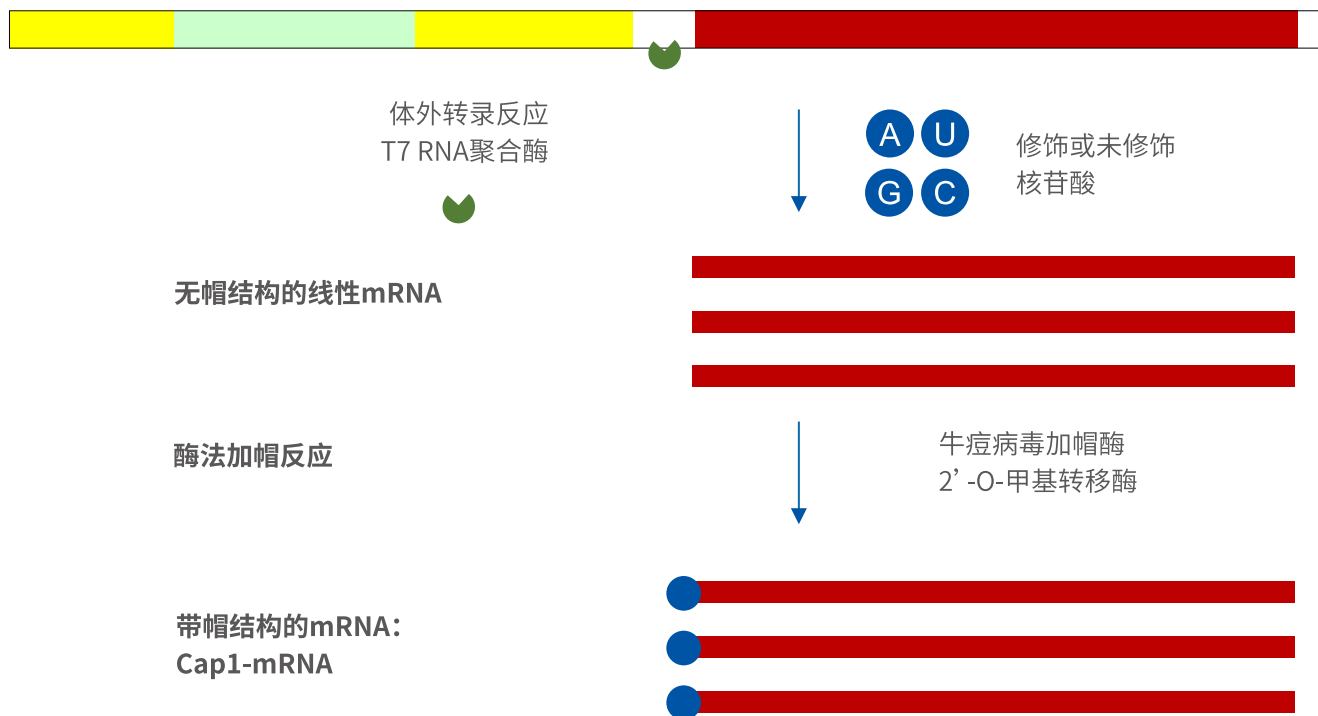 体外转录反应
T7 RNA聚合酶
A U
G C
修饰或未修饰
核苷酸
无帽结构的线性mRNA
酶法加帽反应
牛痘病毒加帽酶
2’-O-甲基转移酶
带帽结构的mRNA：
Cap1-mRNA